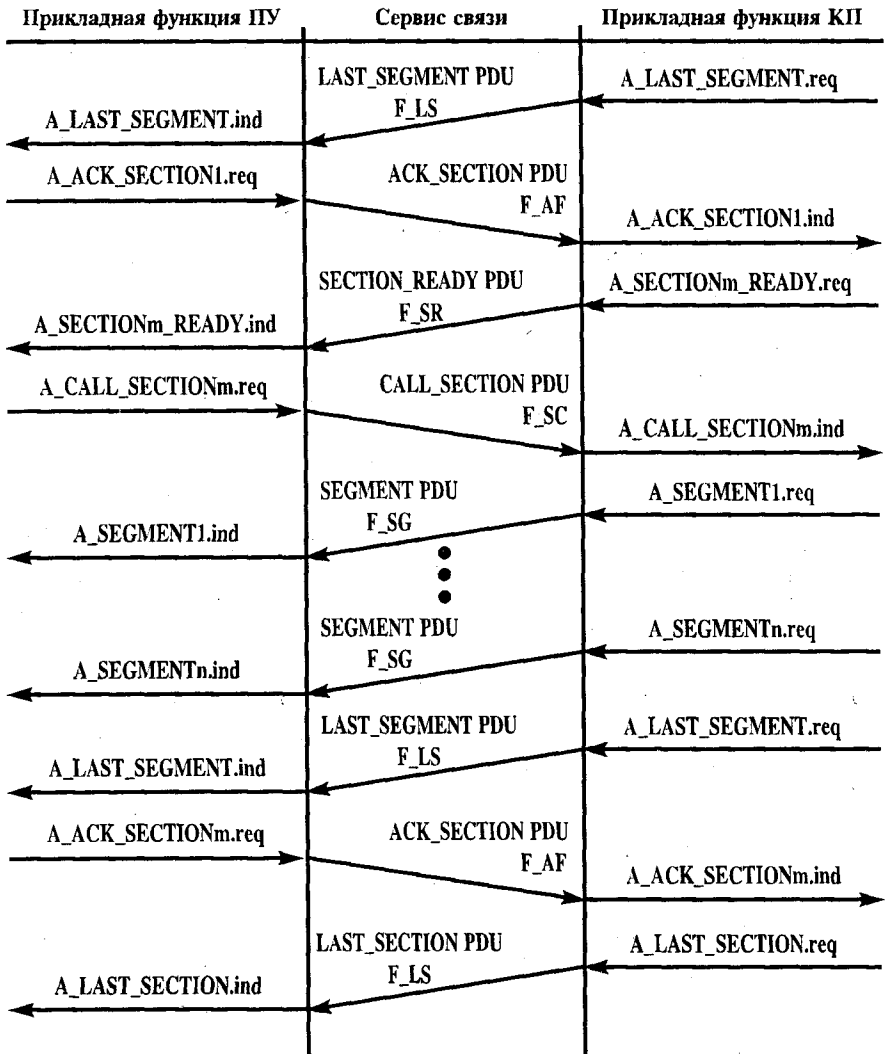 Прикладная функция ПУ
Сервис связи
Прикладная функция КП
LAST_SEGMENT PDU
A_LAST_SEGMENT.req
F_LS
A_LAST_SEGMENT.ind
A_ACK_SECTION1.req
ACK_SECTION PDU
F_AF
A_ACK_SECTION1.ind
SECTION_READY PDU
A_SECTIONm_READY.req
F_SR
A_SECTIONm_READY.ind
A_CALL_SECTIONm.req
CALL_SECTION PDU
F_SC
A_CALL_SECTIONm.ind
SEGMENT PDU
A_SEGMENT1.req
F_SG
A_SEGMENT1.ind
SEGMENT PDU
A_SEGMENTn.req
F_SG
A_SEGMENTn.ind
LAST_SEGMENT PDU
A_LAST_SEGMENT.req
F_LS
A_LAST_SEGMENT.ind
A_ACK_SECTIONm.req
ACK_SECTION PDU
F_AF
A_ACK_SECTIONm.ind
LAST_SECTION PDU
A_LAST_SECTION.req
F_LS
A_LAST_SECTION.ind